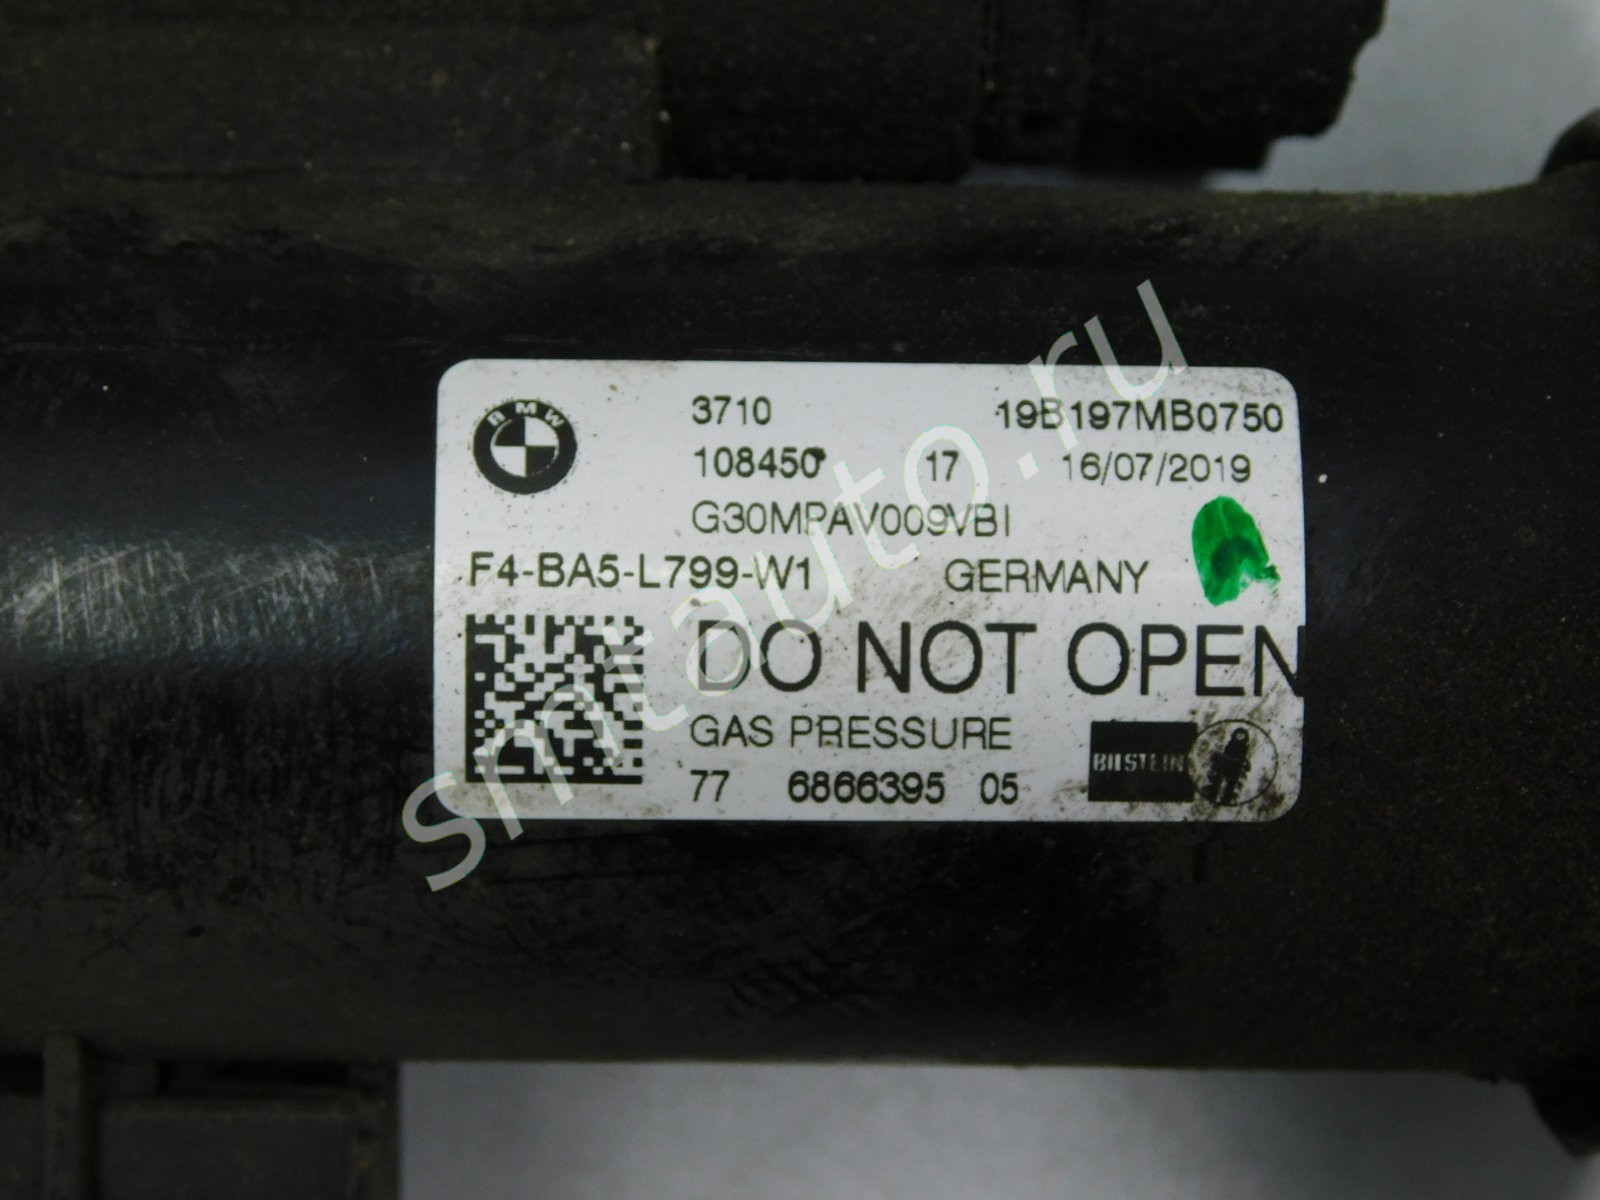 BMW
3710 19B197MB0750
108450 17 16/07/2019
G30MPAV009VBI
F4-BA5-L799-W1 GERMANY
DO NOT OPEN
GAS PRESSURE
77 6866395 05
BILSTEIN
smtauto.ru